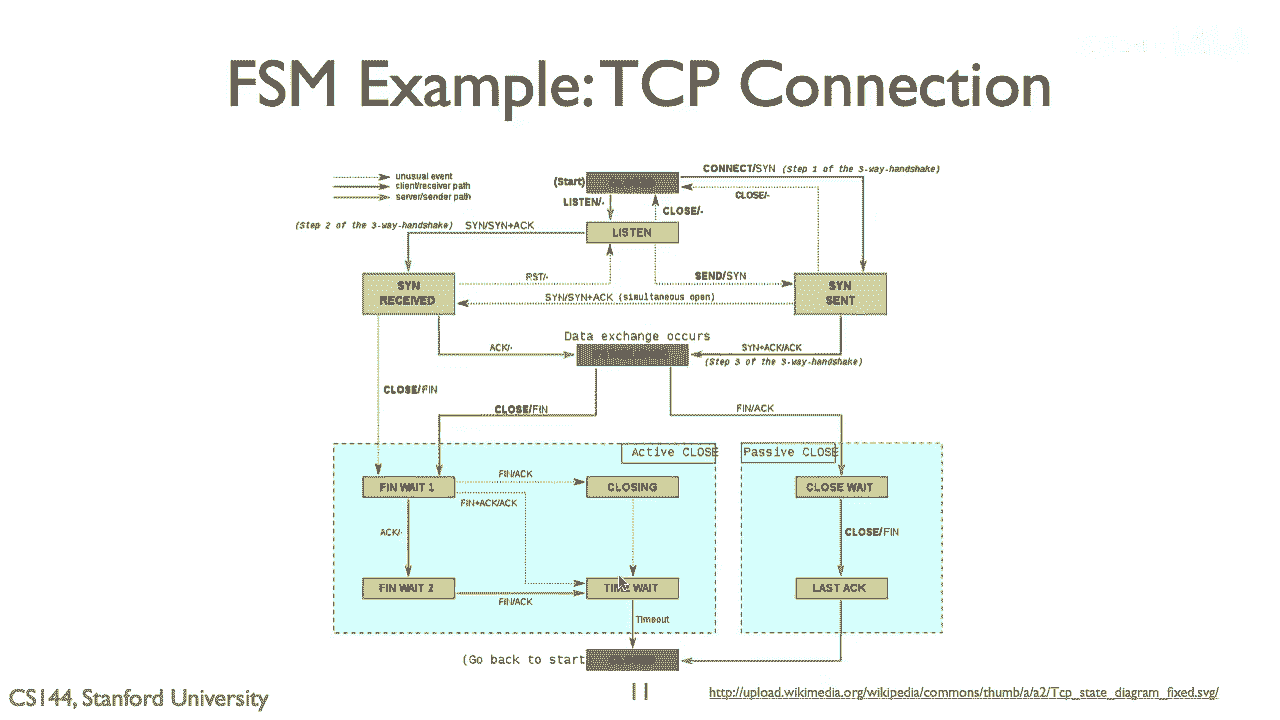 FSM Example: TCP Connection
unusual event
client/receiver path
server/sender path
(Start)
CONNECT/SYN (Step 1 of the 3-way-handshake)
CLOSE/-
LISTEN/-
CLOSE/-
(Step 2 of the 3-way-handshake) SYN/SYN+ACK
LISTEN
RST/-
SEND/SYN
SYN
RECEIVED
SYN
SENT
SYN/SYN+ACK (simultaneous open)
Data exchange occurs
ACK/-
SYN+ACK/ACK
(Step 3 of the 3-way-handshake)
CLOSE/FIN
CLOSE/FIN
FIN/ACK
Active CLOSE
Passive CLOSE
FIN WAIT 1
FIN/ACK
CLOSING
CLOSE WAIT
FIN+ACK/ACK
ACK/-
CLOSE/FIN
FIN WAIT 2
FIN/ACK
TIME WAIT
LAST ACK
Timeout
(Go back to start
CS144, Stanford University
11
http://upload.wikimedia.org/wikipedia/commons/thumb/a/a2/Tcp_state_diagram_fixed.svg/